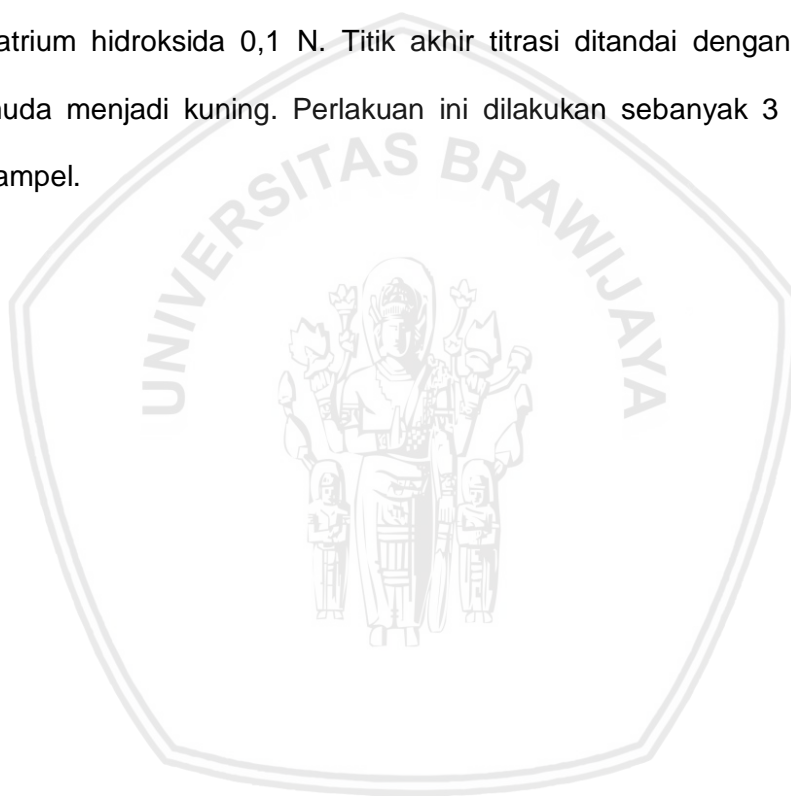 atrium hidroksida 0,1 N. Titik akhir titrasi ditandai dengan
uda menjadi kuning. Perlakuan ini dilakukan sebanyak 3
ampel.
UNIVERSITAS BRAWIJAYA